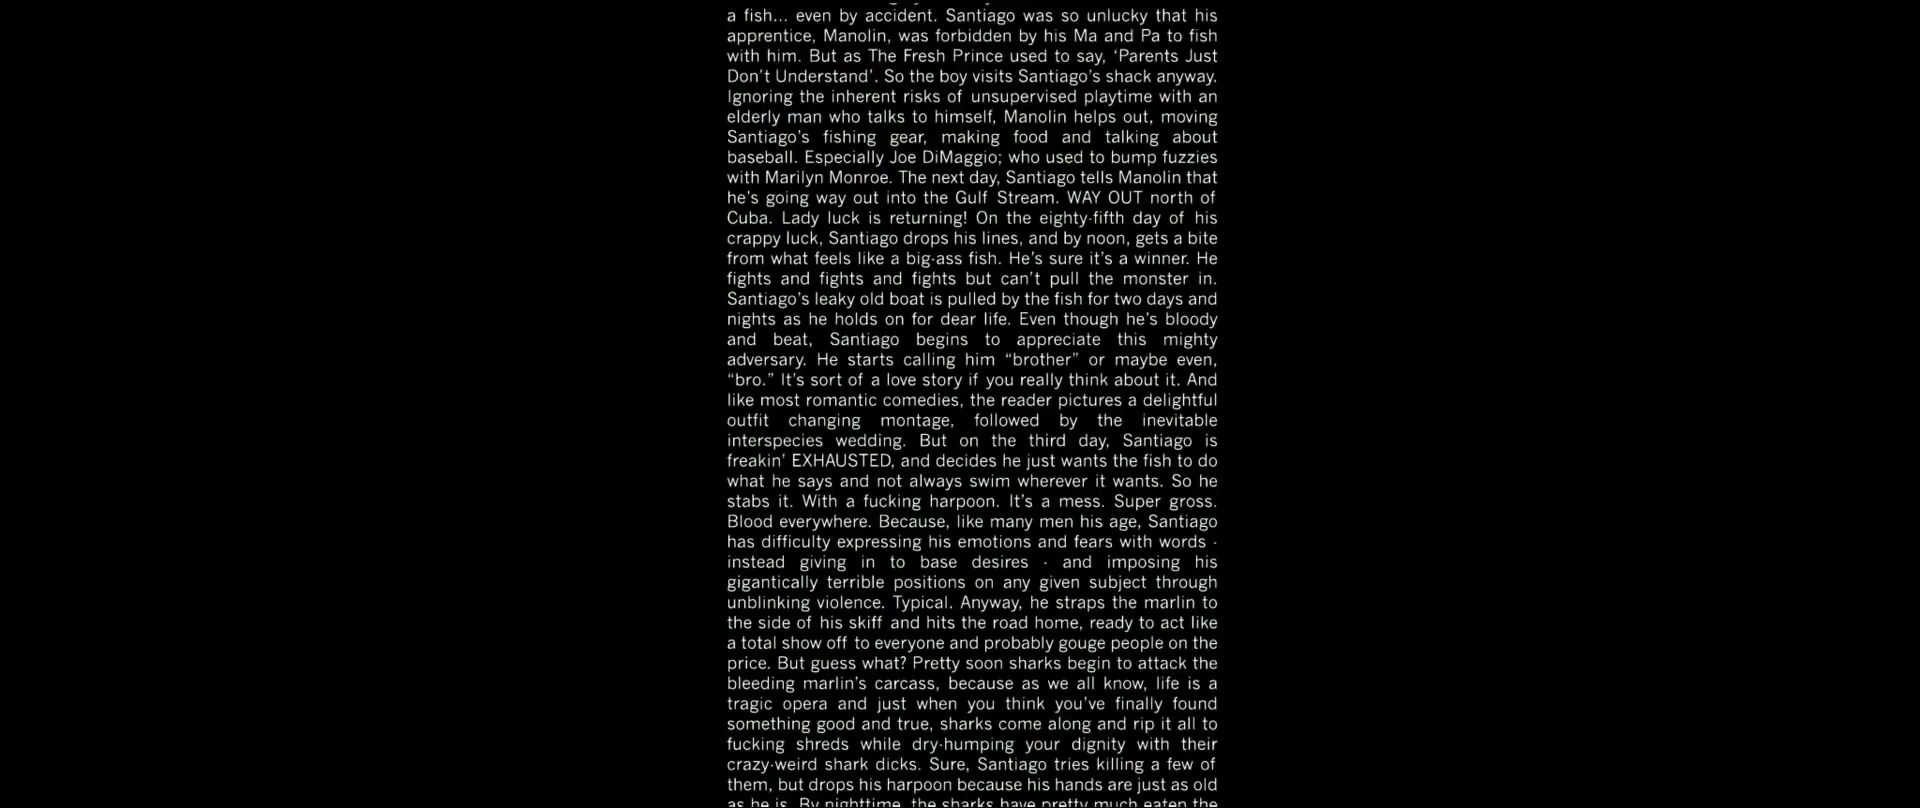 a fish... even by accident. Santiago was so unlucky that his
apprentice, Manolin, was forbidden by his Ma and Pa to fish
with him. But as The Fresh Prince used to say, ‘Parents Just
Don’t Understand’. So the boy visits Santiago’s shack anyway.
Ignoring the inherent risks of unsupervised playtime with an
elderly man who talks to himself, Manolin helps out, moving
Santiago’s fishing gear, making food and talking about
baseball. Especially Joe DiMaggio; who used to bump fuzzies
with Marilyn Monroe. The next day, Santiago tells Manolin that
he’s going way out into the Gulf Stream. WAY OUT north of
Cuba. Lady luck is returning! On the eighty-fifth day of his
crappy luck, Santiago drops his lines, and by noon, gets a bite
from what feels like a big-ass fish. He’s sure it’s a winner. He
fights and fights and fights but can’t pull the monster in.
Santiago’s leaky old boat is pulled by the fish for two days and
nights as he holds on for dear life. Even though he’s bloody
and beat, Santiago begins to appreciate this mighty
adversary. He starts calling him “brother” or maybe even,
“bro.” It’s sort of a love story if you really think about it. And
like most romantic comedies, the reader pictures a delightful
outfit changing montage, followed by the inevitable
interspecies wedding. But on the third day, Santiago is
freakin’ EXHAUSTED, and decides he just wants the fish to do
what he says and not always swim wherever it wants. So he
stabs it. With a fucking harpoon. It’s a mess. Super gross.
Blood everywhere. Because, like many men his age, Santiago
has difficulty expressing his emotions and fears with words -
instead giving in to base desires - and imposing his
gigantically terrible positions on any given subject through
unblinking violence. Typical. Anyway, he straps the marlin to
the side of his skiff and hits the road home, ready to act like
a total show off to everyone and probably gouge people on the
price. But guess what? Pretty soon sharks begin to attack the
bleeding marlin’s carcass, because as we all know, life is a
tragic opera and just when you think you’ve finally found
something good and true, sharks come along and rip it all to
fucking shreds while dry-humping your dignity with their
crazy-weird shark dicks. Sure, Santiago tries killing a few of
them, but drops his harpoon because his hands are just as old
as he is. By nighttime, the sharks have pretty much eaten the